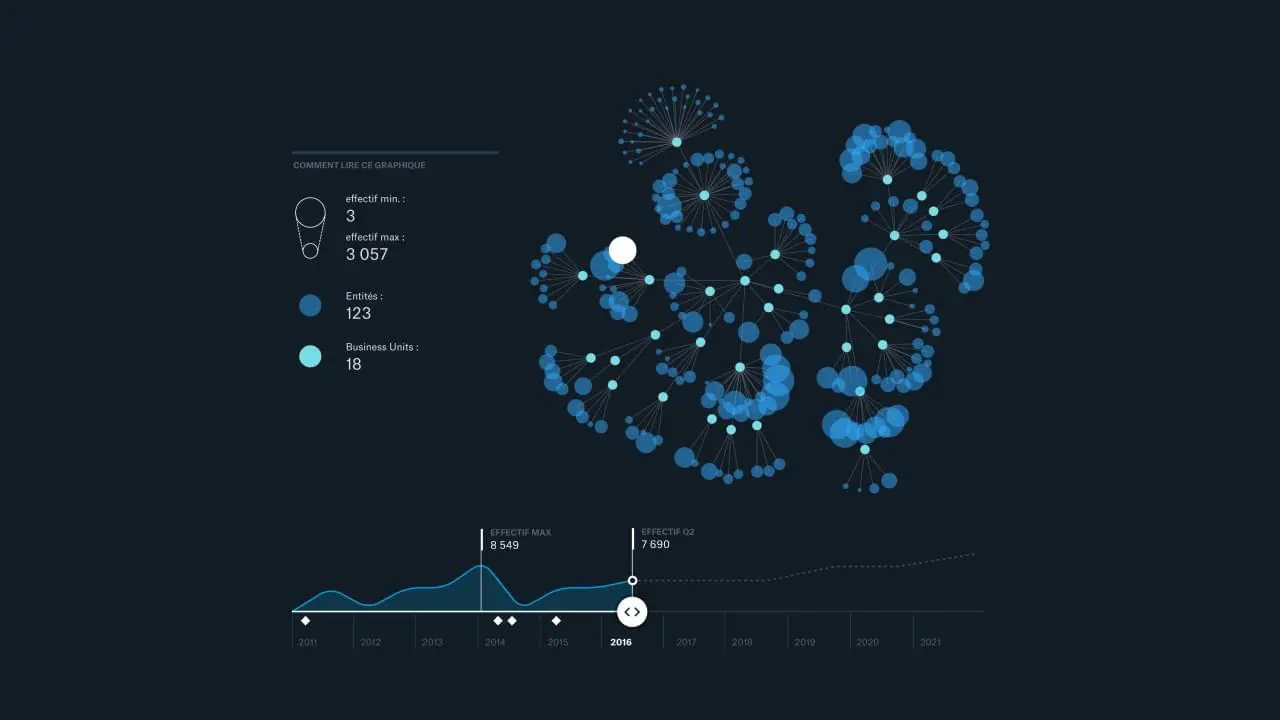 COMMENT LIRE CE GRAPHIQUE
effectif min. :
3
effectif max :
3 057
Entités :
123
Business Units :
18
EFFECTIF MAX
8 549
EFFECTIF Q2
7 690
2011 2012 2013 2014 2015 2016 2017 2018 2019 2020 2021